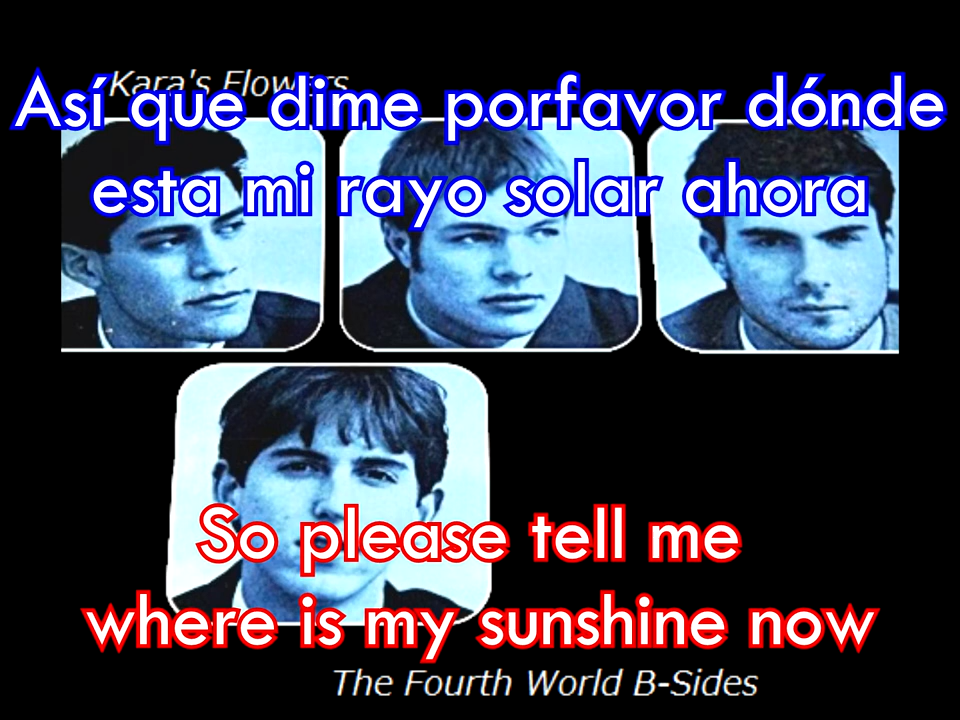 Kara's Flowers
Así que dime porfavor dónde
esta mi rayo solar ahora
So please tell me
where is my sunshine now
The Fourth World B-Sides